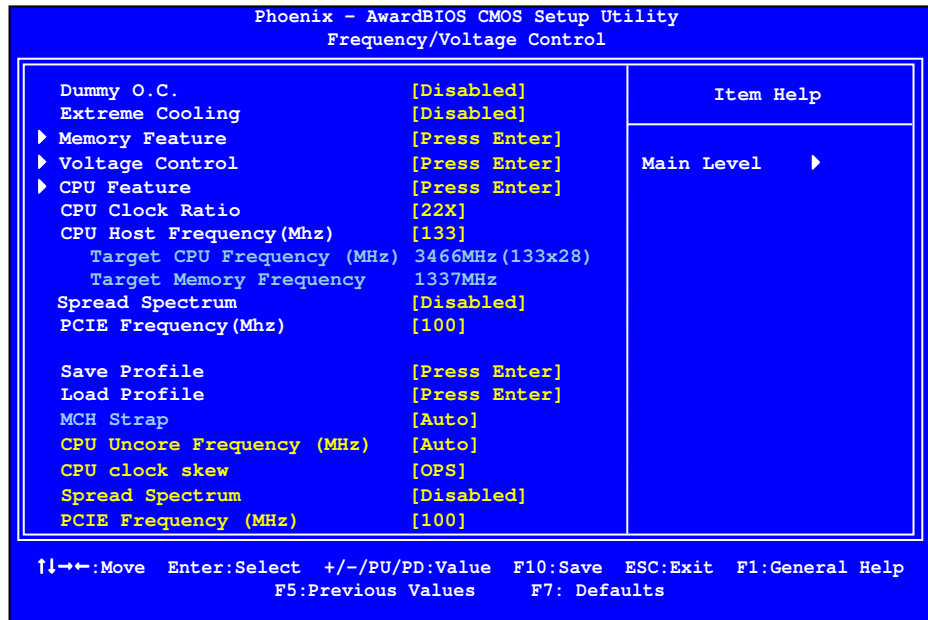 Phoenix - AwardBIOS CMOS Setup Utility
Frequency/Voltage Control
Dummy O.C. [Disabled]
Extreme Cooling [Disabled]
Memory Feature [Press Enter]
Voltage Control [Press Enter]
CPU Feature [Press Enter]
CPU Clock Ratio [22X]
CPU Host Frequency(Mhz) [133]
Target CPU Frequency (MHz) 3466MHz(133x28)
Target Memory Frequency 1337MHz
Spread Spectrum [Disabled]
PCIE Frequency(Mhz) [100]
Save Profile [Press Enter]
Load Profile [Press Enter]
MCH Strap [Auto]
CPU Uncore Frequency (MHz) [Auto]
CPU clock skew [OPS]
Spread Spectrum [Disabled]
PCIE Frequency (MHz) [100]
Item Help
Main Level
↑↓→←:Move Enter:Select +/-/PU/PD:Value F10:Save ESC:Exit F1:General Help
F5:Previous Values F7: Defaults